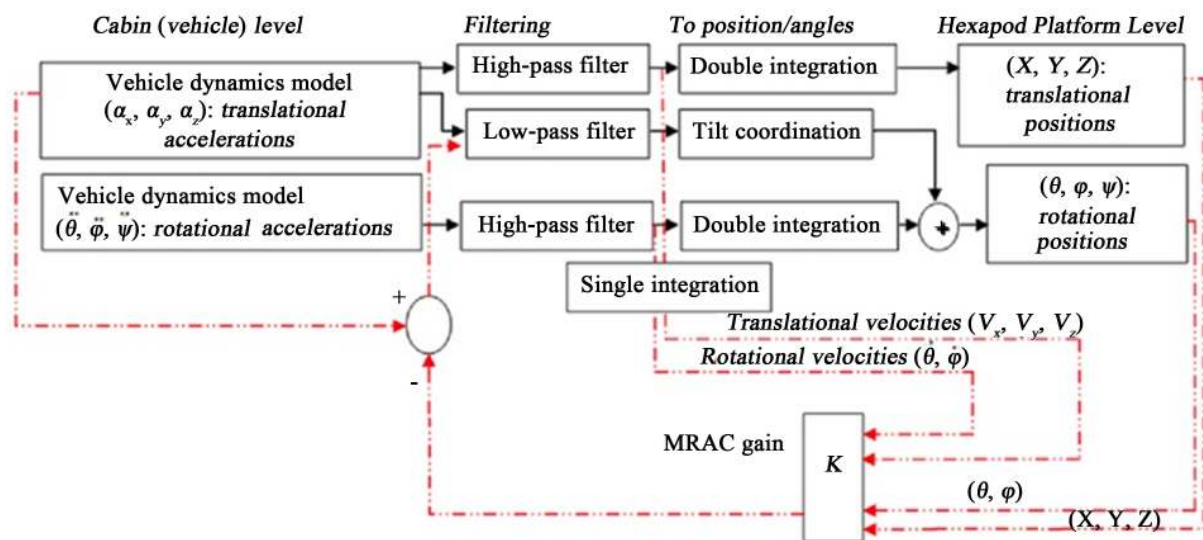 Cabin (vehicle) level
Filtering
To position/angles
Hexapod Platform Level
Vehicle dynamics model
(αx, αy, αz): translational
accelerations
High-pass filter
Double integration
(X, Y, Z):
translational
positions
Low-pass filter
Tilt coordination
Vehicle dynamics model
(θ̈, φ̈, ψ̈): rotational accelerations
High-pass filter
Double integration
+
(θ, φ, ψ):
rotational
positions
Single integration
+
Translational velocities (Vx, Vy, Vz)
Rotational velocities (θ̇, φ̇)
-
MRAC gain
K
(θ, φ)
(X, Y, Z)